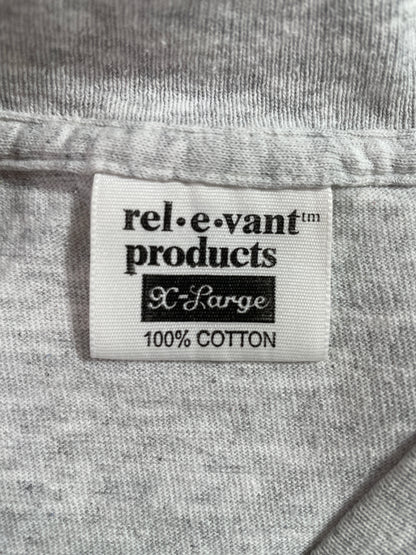 rel•e•vant™
products
X-Large
100% COTTON